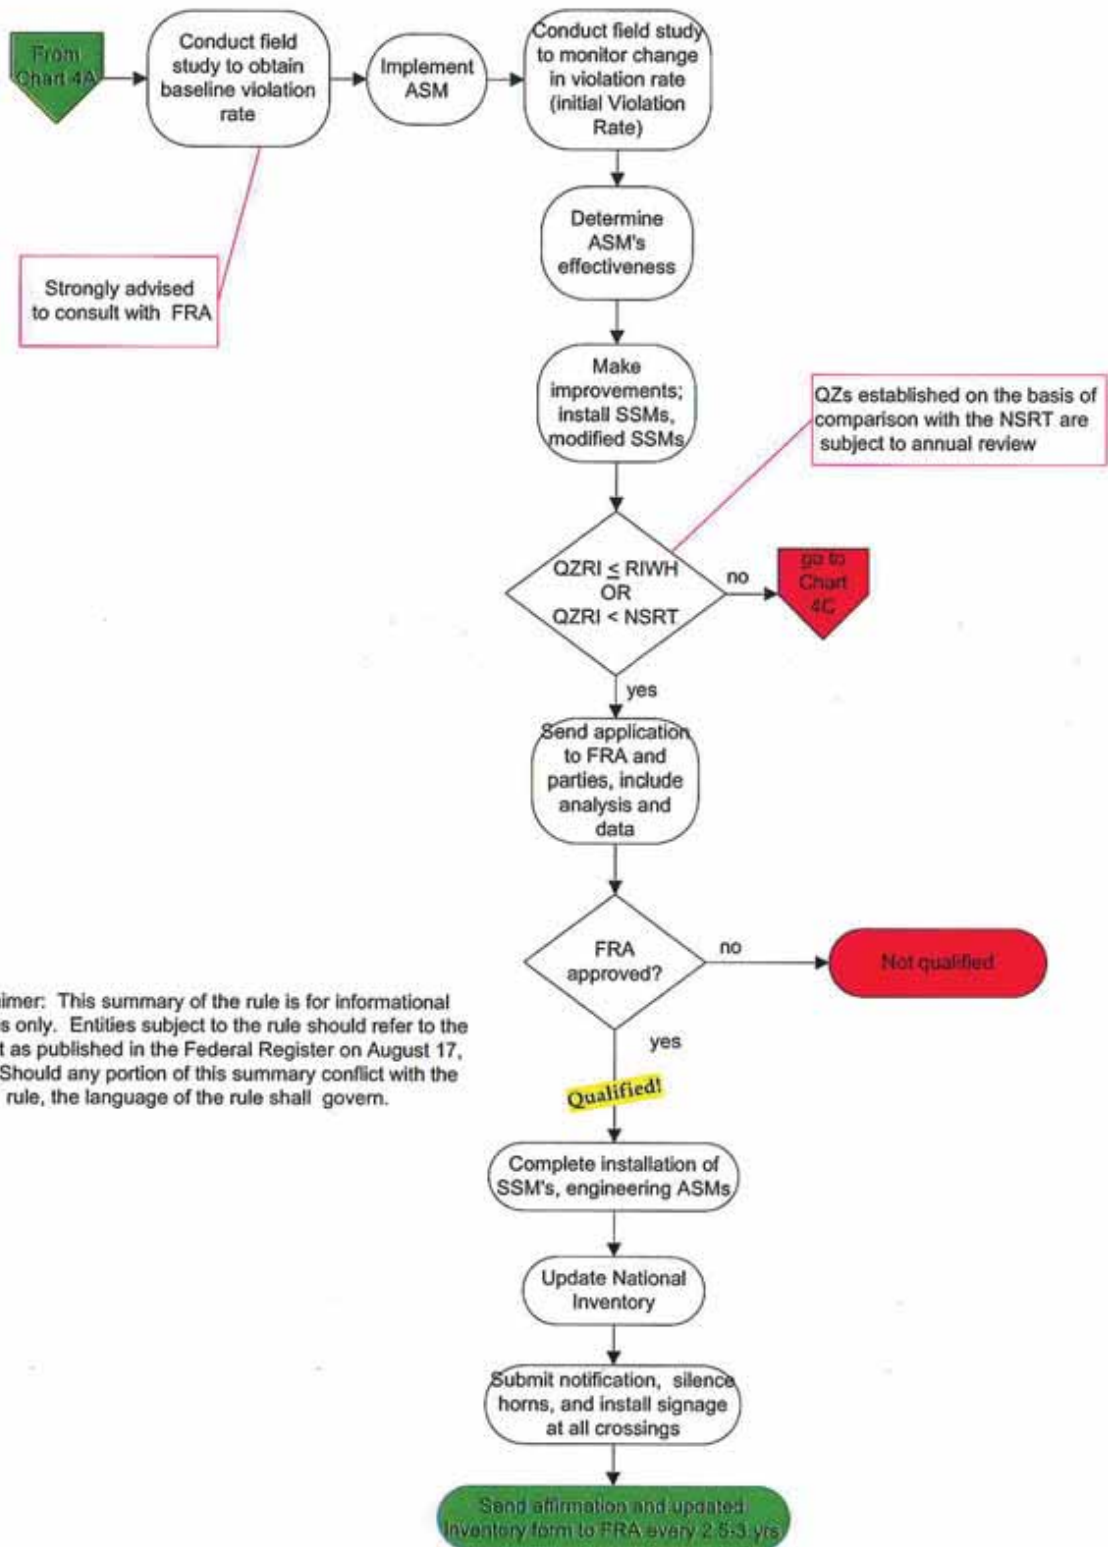 From
Chart 4A
Conduct field
study to obtain
baseline violation
rate
Implement
ASM
Conduct field study
to monitor change
in violation rate
(initial Violation
Rate)
Strongly advised
to consult with FRA
Determine
ASM's
effectiveness
Make
improvements;
install SSMs,
modified SSMs
QZs established on the basis of
comparison with the NSRT are
subject to annual review
QZRI ≤ RIWH
OR
QZRI < NSRT
no
go to
Chart
4C
yes
Send application
to FRA and
parties, include
analysis and
data
FRA
approved?
no
Not qualified
yes
Qualified!
imer: This summary of the rule is for informational
s only. Entities subject to the rule should refer to the
t as published in the Federal Register on August 17,
Should any portion of this summary conflict with the
rule, the language of the rule shall govern.
Complete installation of
SSM's, engineering ASMs
Update National
Inventory
Submit notification, silence
horns, and install signage
at all crossings
Send affirmation and updated
Inventory form to FRA every 2.5-3 yrs